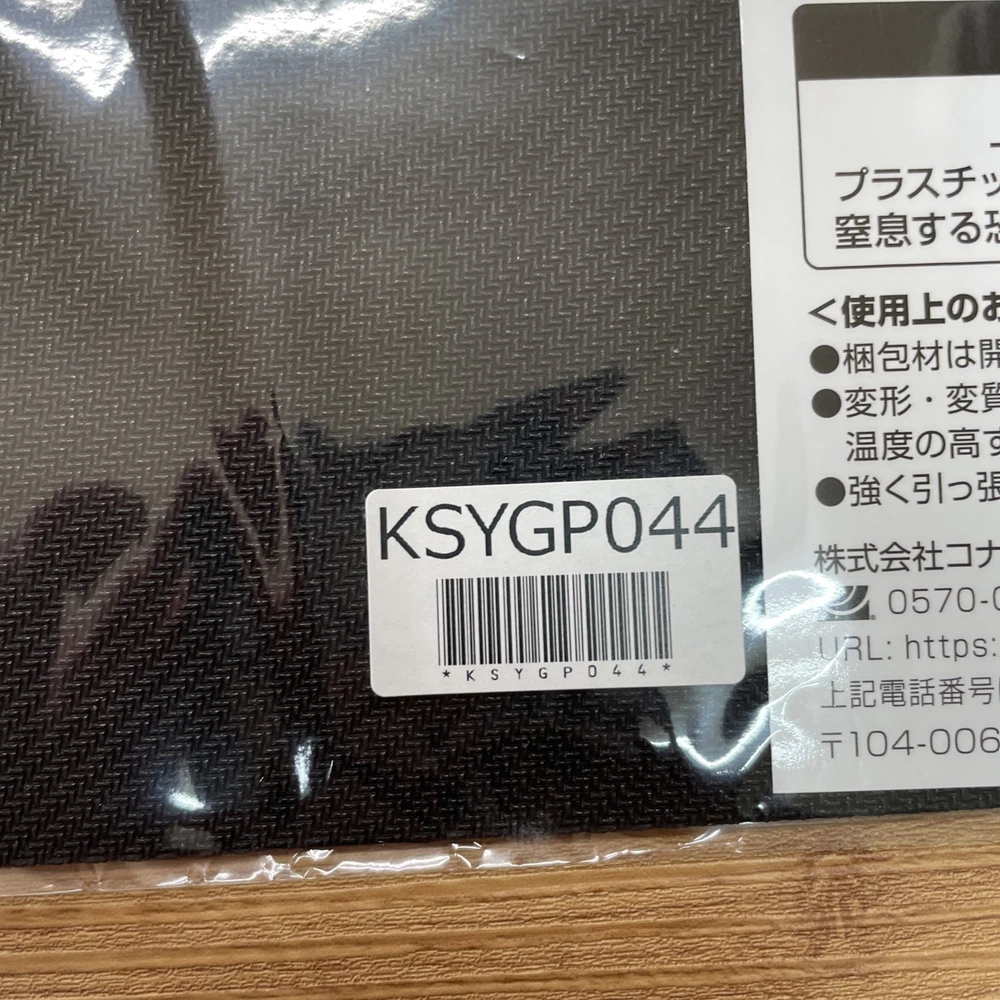 KSYGP044
*KSYGP044*
プラスチッ
窒息する恐
<使用上のお
●梱包材は開
●変形・変質
温度の高す
●強く引っ張
株式会社コナ
0570-0
URL: https:
上記電話番号
〒104-006